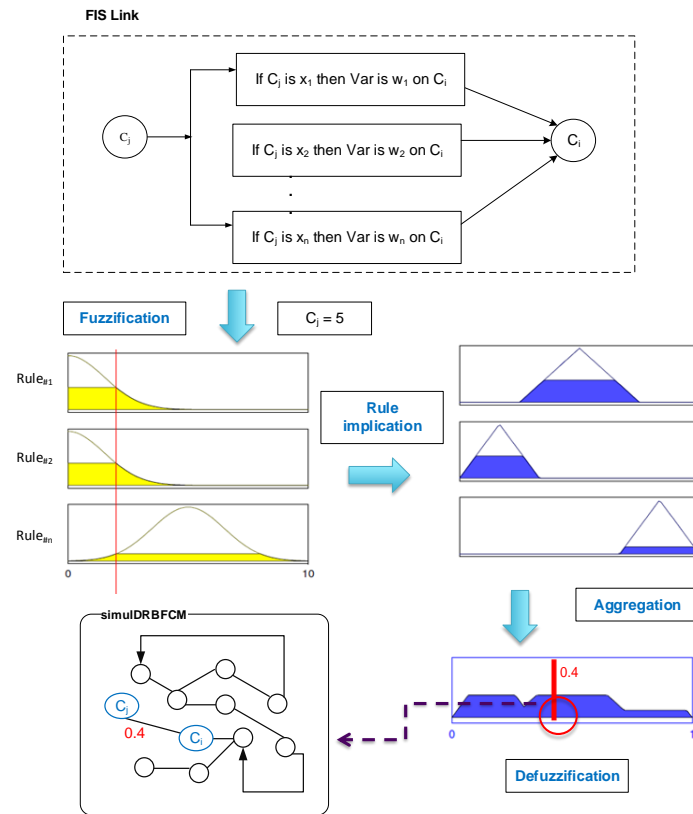 FIS Link
If Cj is x1 then Var is w1 on Ci
Cj
If Cj is x2 then Var is w2 on Ci
Ci
.
.
.
If Cj is xn then Var is wn on Ci
Fuzzification
Cj = 5
Rule#1
Rule#2
Rule#n
0
10
Rule
implication
Aggregation
simulDRBFCM
Cj
0.4
Ci
0.4
0
1
Defuzzification